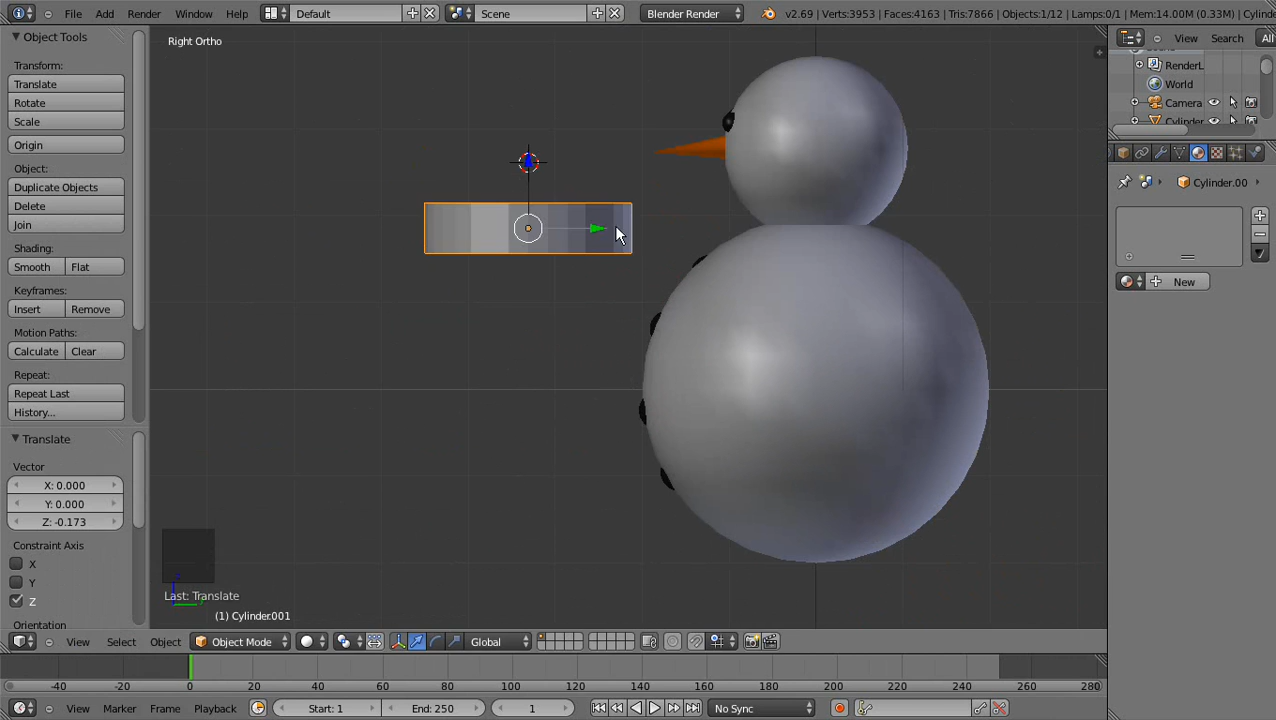 File Render Window Help Default Scene Blender Render v2.69 | Verts:3953 | Faces:4163 | Tris:7866 | Objects:1/12 | Lamps:0/1 | Mem:14.00M (0.33M) | Cylinde
Object Tools
Transform:
Translate
Rotate
Scale
Origin
Object:
Duplicate Objects
Delete
Join
Shading:
Smooth Flat
Keyframes:
Insert Remove
Motion Paths:
Calculate Clear
Repeat:
Repeat Last
History...
Translate
Vector
X: 0.000
Y: 0.000
Z: -0.173
Constraint Axis
X
Y
Z
Orientation
Right Ortho
Last: Translate
(1) Cylinder.001
View Search All
RenderL
World
Camera
Cylinder
Cylinder.00
New
View Select Object Object Mode Global
-40 -20 0 20 40 60 80 100 120 140 160 180 200 220 240 260 280
View Marker Frame Playback Start: 1 End: 250 1 No Sync